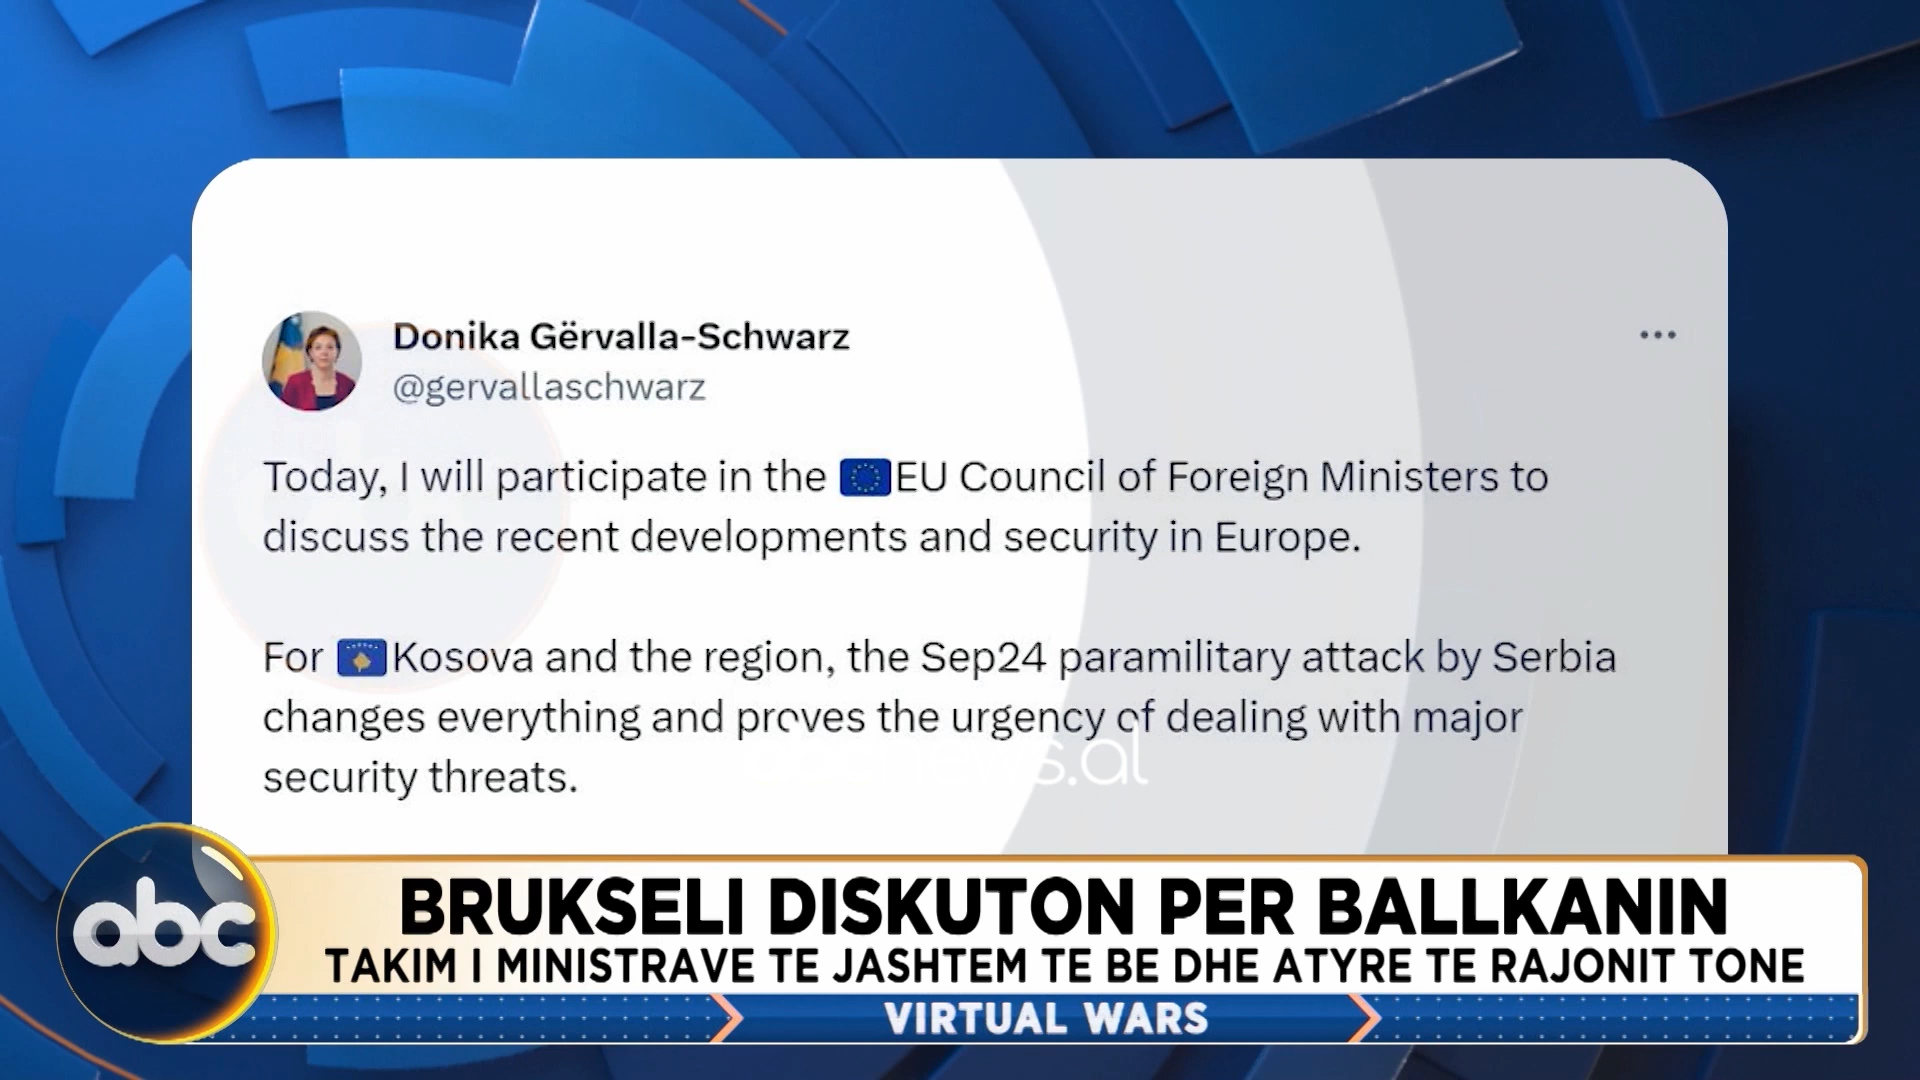 Donika Gërvalla-Schwarz
@gervallaschwarz
Today, I will participate in the 🇪🇺EU Council of Foreign Ministers to
discuss the recent developments and security in Europe.
For 🇽🇰Kosova and the region, the Sep24 paramilitary attack by Serbia
changes everything and proves the urgency of dealing with major
security threats.
news.al
abc
BRUKSELI DISKUTON PER BALLKANIN
TAKIM I MINISTRAVE TE JASHTEM TE BE DHE ATYRE TE RAJONIT TONE
VIRTUAL WARS